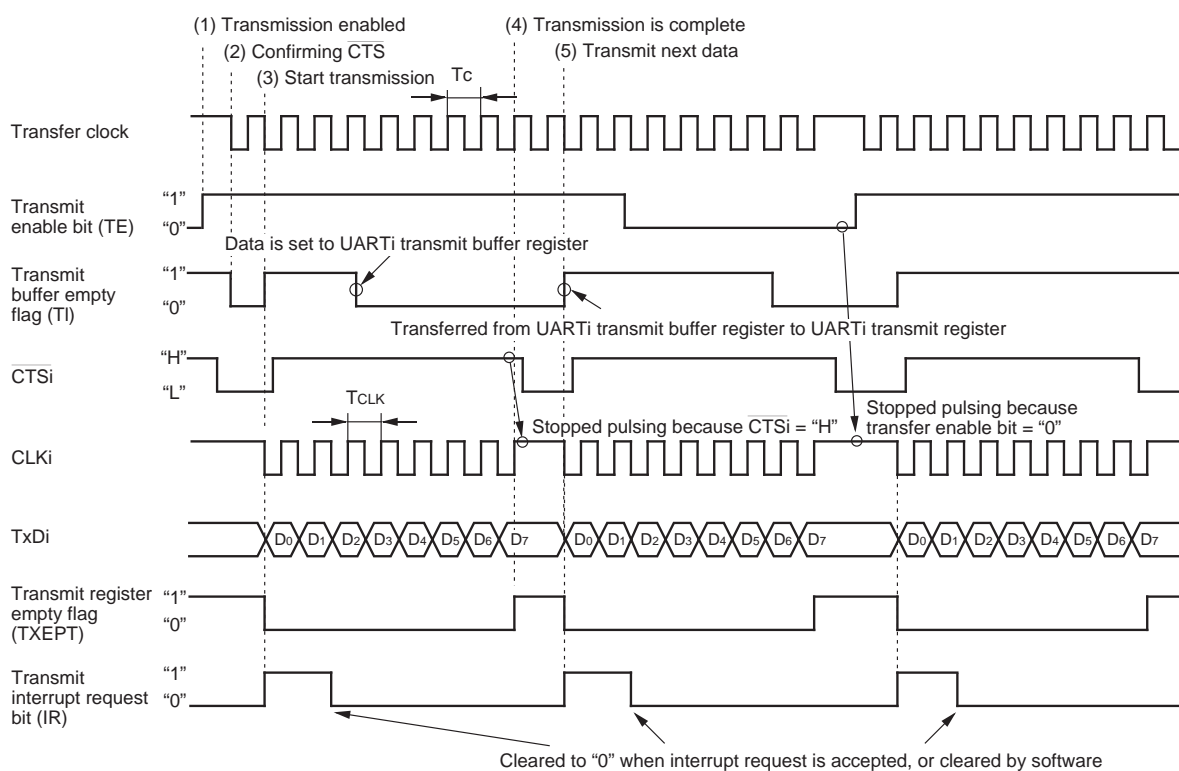 (1) Transmission enabled
(4) Transmission is complete
(2) Confirming CTS
(5) Transmit next data
(3) Start transmission
Tc
Transfer clock
Transmit
enable bit (TE)
“1”
“0”
Data is set to UARTi transmit buffer register
Transmit
buffer empty
flag (Tl)
“1”
“0”
Transferred from UARTi transmit buffer register to UARTi transmit register
CTSi
“H”
“L”
TCLK
Stopped pulsing because CTSi = “H”
Stopped pulsing because
transfer enable bit = “0”
CLKi
TxDi
D0 D1 D2 D3 D4 D5 D6 D7 D0 D1 D2 D3 D4 D5 D6 D7 D0 D1 D2 D3 D4 D5 D6 D7
Transmit register
empty flag
(TXEPT)
“1”
“0”
Transmit
interrupt request
bit (IR)
“1”
“0”
Cleared to “0” when interrupt request is accepted, or cleared by software